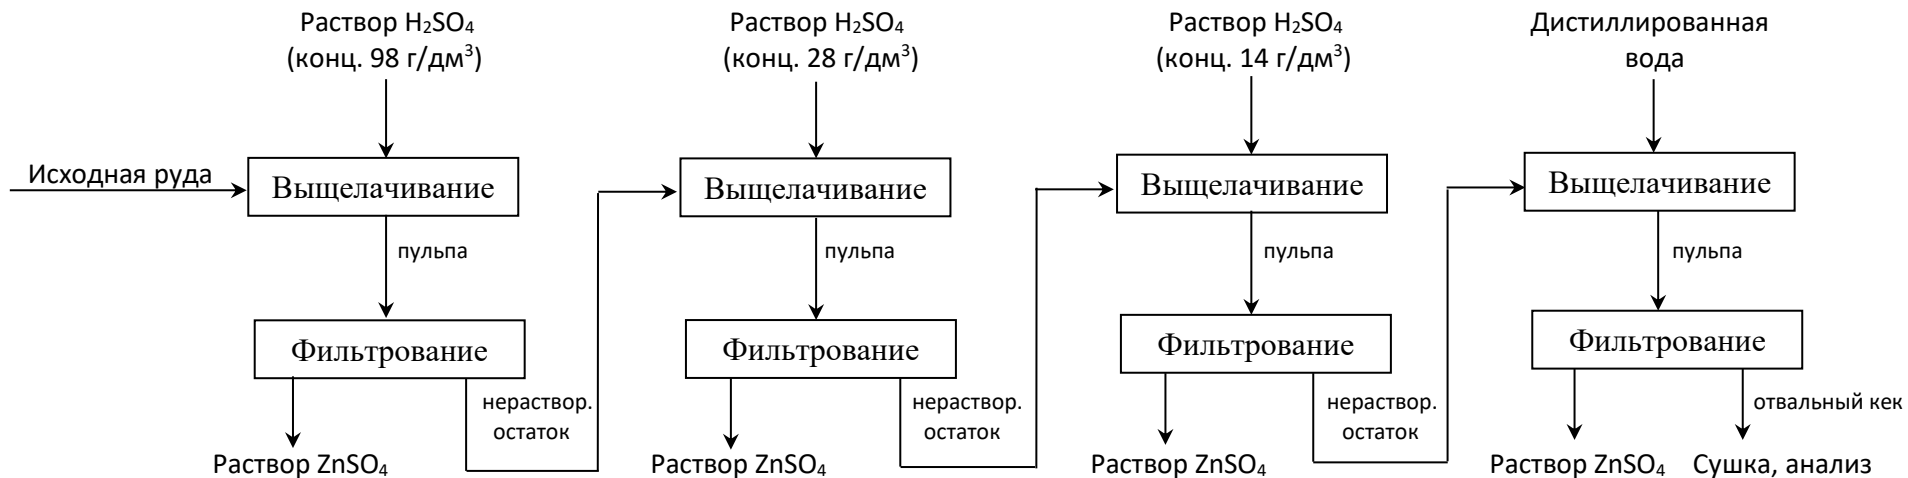 Раствор H₂SO₄
(конц. 98 г/дм³)
Раствор H₂SO₄
(конц. 28 г/дм³)
Раствор H₂SO₄
(конц. 14 г/дм³)
Дистиллированная
вода
Исходная руда
Выщелачивание
Выщелачивание
Выщелачивание
Выщелачивание
пульпа
пульпа
пульпа
пульпа
Фильтрование
Фильтрование
Фильтрование
Фильтрование
нераствор.
остаток
нераствор.
остаток
нераствор.
остаток
отвальный кек
Раствор ZnSO₄
Раствор ZnSO₄
Раствор ZnSO₄
Раствор ZnSO₄
Сушка, анализ